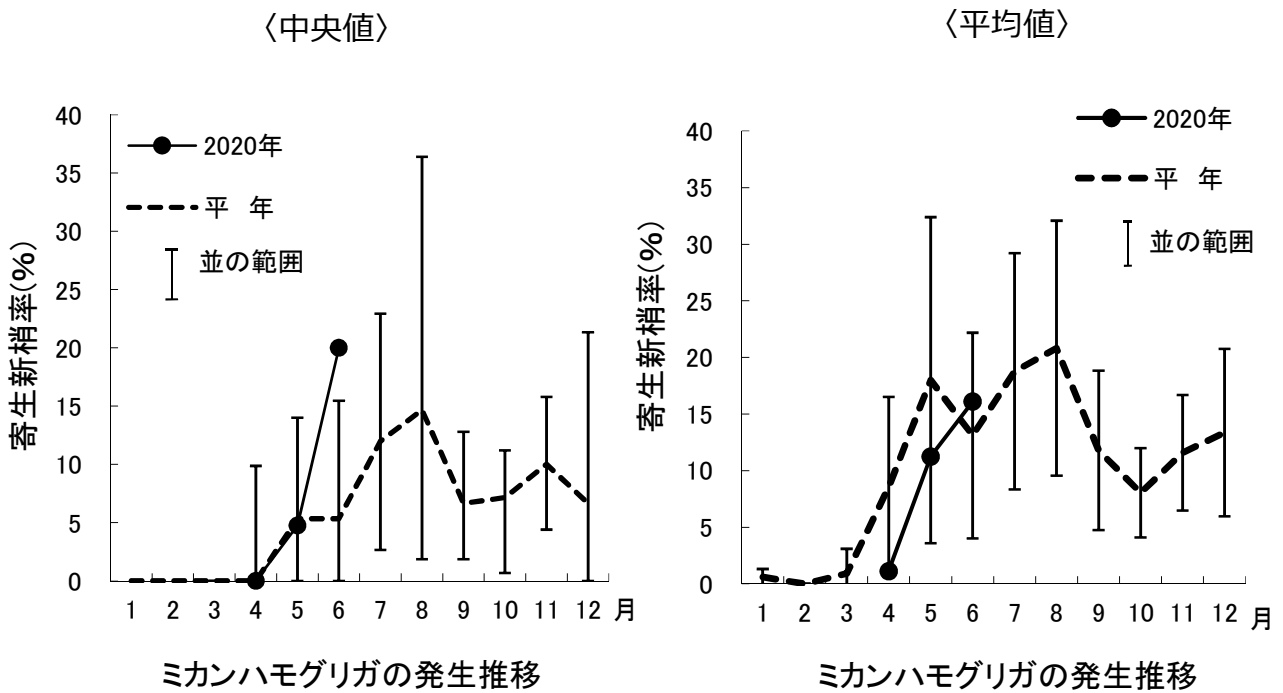 〈中央値〉
40
35
30
25
20
15
10
5
0
寄生新梢率(%)
2020年
平 年
並の範囲
1 2 3 4 5 6 7 8 9 10 11 12 月
ミカンハモグリガの発生推移
〈平均値〉
40
35
30
25
20
15
10
5
0
寄生新梢率(%)
2020年
平 年
並の範囲
1 2 3 4 5 6 7 8 9 10 11 12 月
ミカンハモグリガの発生推移